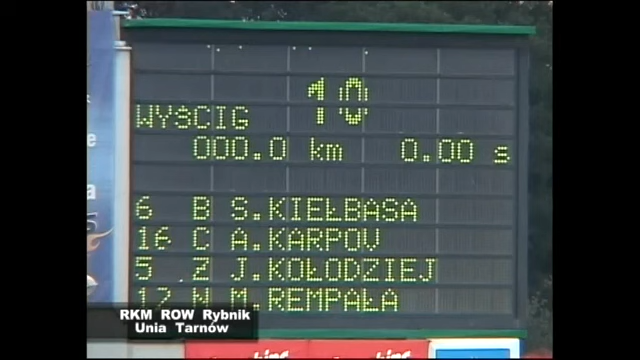 WYŚCIG 10
000.0 km 0.00 s
6 B S.KIEŁBASA
16 C A.KARPOV
5 Ż J.KOŁODZIEJ
17 N M.REMPAŁA
RKM ROW Rybnik
Unia Tarnów